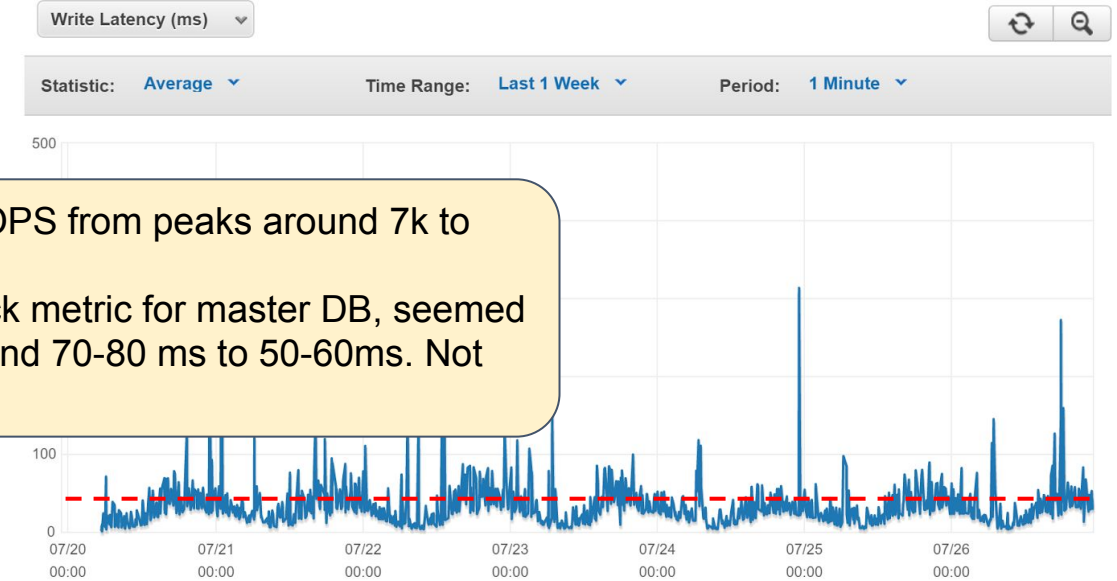 Write Latency (ms)
Statistic: Average Time Range: Last 1 Week Period: 1 Minute
500
from peaks around 7k to
metric for master DB, seemed
70-80 ms to 50-60ms. Not
100
0
07/20 07/21 07/22 07/23 07/24 07/25 07/26
00:00 00:00 00:00 00:00 00:00 00:00 00:00